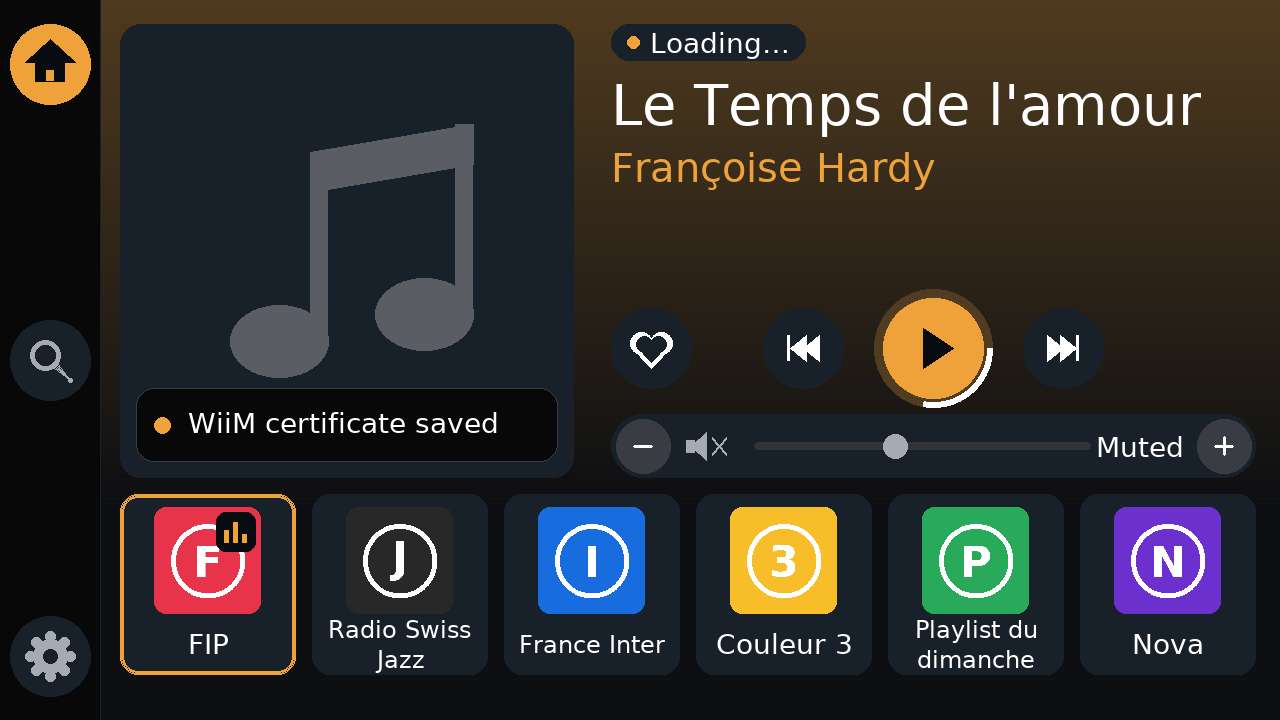 Loading...
Le Temps de l'amour
Françoise Hardy
WiiM certificate saved
Muted
F
J
I
3
P
N
FIP
Radio Swiss
Jazz
France Inter
Couleur 3
Playlist du
dimanche
Nova